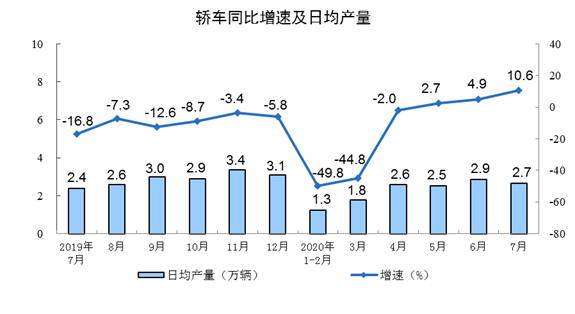 轿车同比增速及日均产量
10
8
6
4
2
0
40
20
0
-20
-40
-60
-80
-16.8
-7.3
-12.6
-8.7
-3.4
-5.8
-49.8
-44.8
-2.0
2.7
4.9
10.6
2.4
2.6
3.0
2.9
3.4
3.1
1.3
1.8
2.6
2.5
2.9
2.7
2019年
7月
8月
9月
10月
11月
12月
2020年
1-2月
3月
4月
5月
6月
7月
日均产量（万辆）
增速（%）